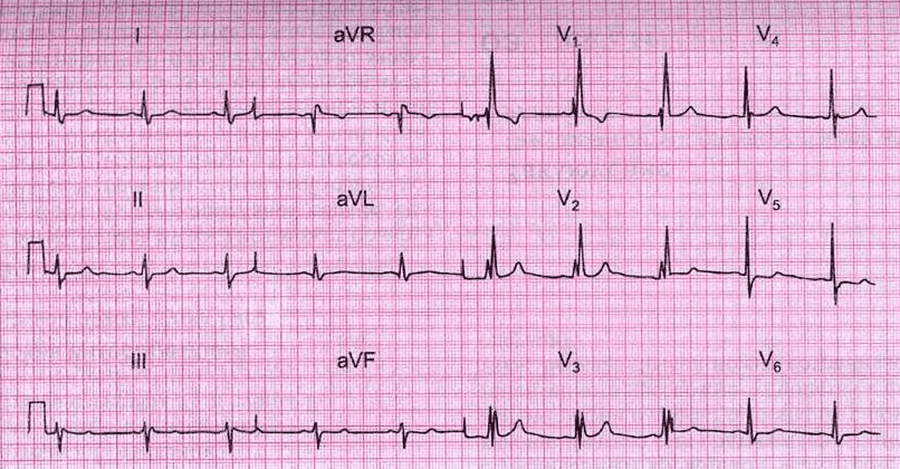 I aVR V1 V4
II aVL V2 V5
III aVF V3 V6